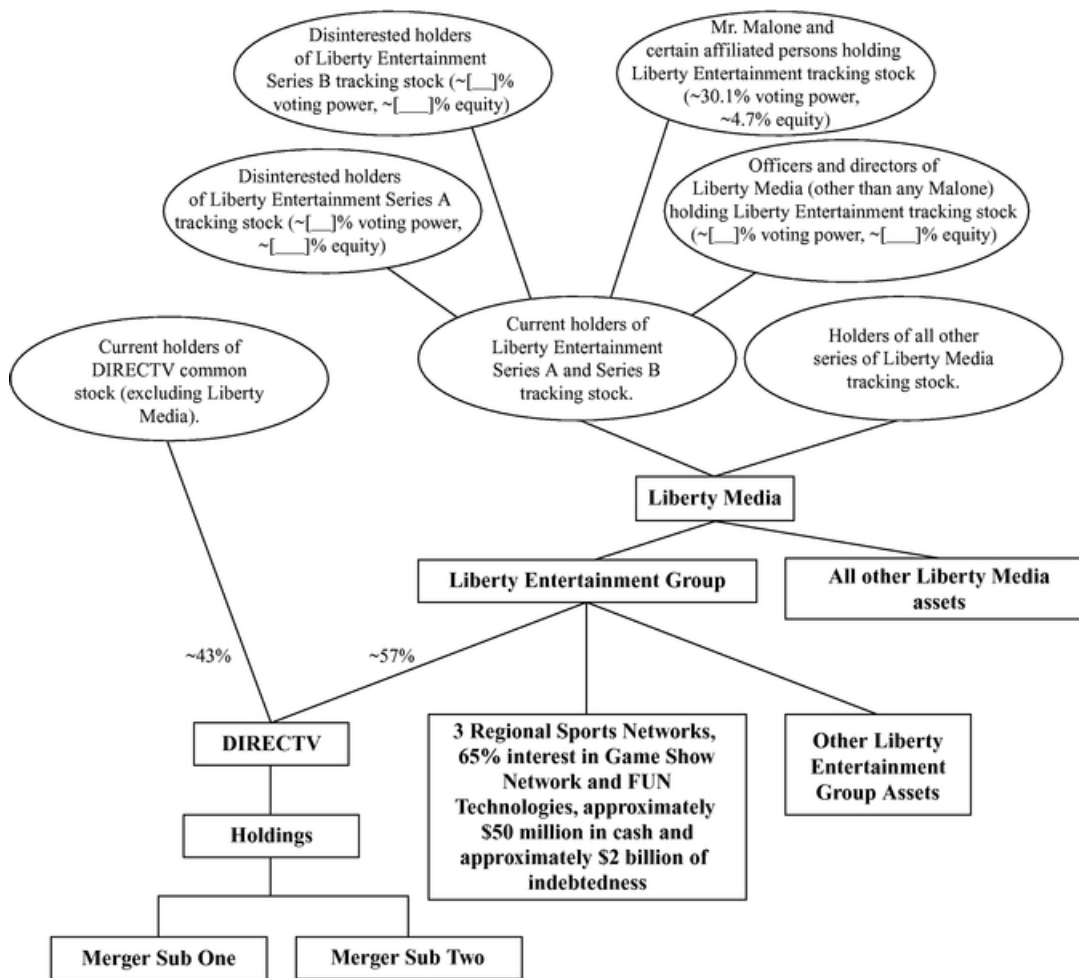 Disinterested holders
of Liberty Entertainment
Series B tracking stock (~[__]%
voting power, ~[___]% equity)
Mr. Malone and
certain affiliated persons holding
Liberty Entertainment tracking stock
(~30.1% voting power,
~4.7% equity)
Disinterested holders
of Liberty Entertainment Series A
tracking stock (~[__]% voting power,
~[___]% equity)
Officers and directors of
Liberty Media (other than any Malone)
holding Liberty Entertainment tracking stock
(~[__]% voting power, ~[___]% equity)
Current holders of
DIRECTV common
stock (excluding Liberty
Media).
Current holders of
Liberty Entertainment
Series A and Series B
tracking stock.
Holders of all other
series of Liberty Media
tracking stock.
Liberty Media
Liberty Entertainment Group
All other Liberty Media
assets
~43%
~57%
DIRECTV
3 Regional Sports Networks,
65% interest in Game Show
Network and FUN
Technologies, approximately
$50 million in cash and
approximately $2 billion of
indebtedness
Other Liberty
Entertainment
Group Assets
Holdings
Merger Sub One
Merger Sub Two